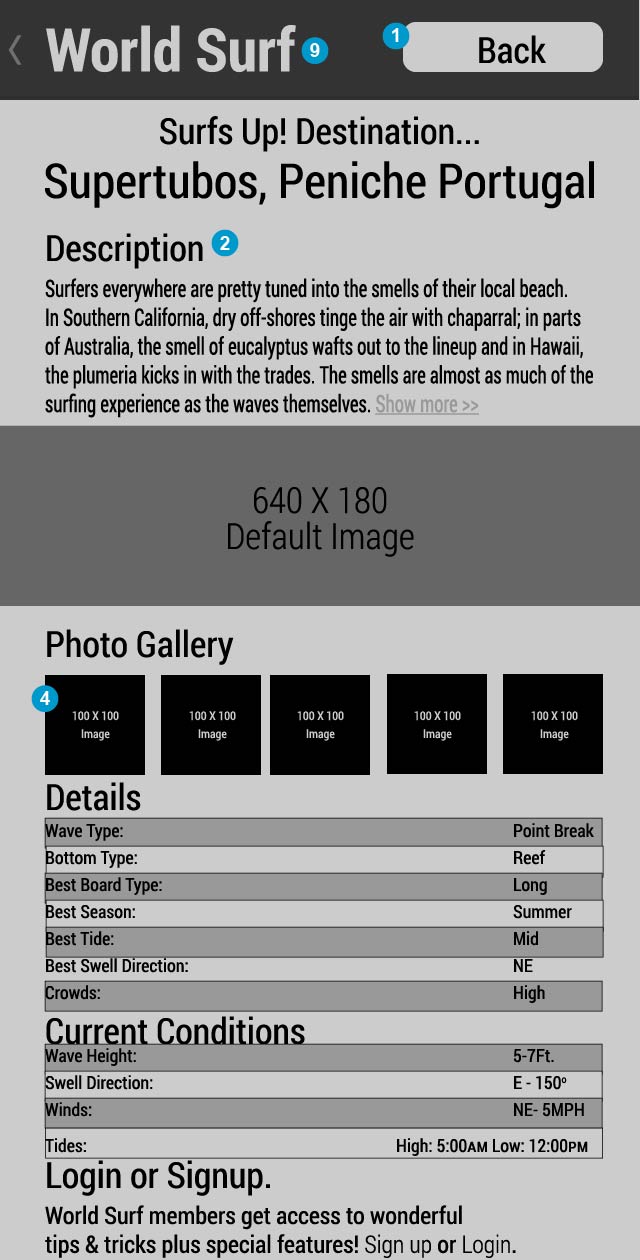 World Surf 9
1 Back
Surfs Up! Destination...
Supertubos, Peniche Portugal
Description 2
Surfers everywhere are pretty tuned into the smells of their local beach.
In Southern California, dry off-shores tinge the air with chaparral; in parts
of Australia, the smell of eucalyptus wafts out to the lineup and in Hawaii,
the plumeria kicks in with the trades. The smells are almost as much of the
surfing experience as the waves themselves. Show more >>
640 X 180
Default Image
Photo Gallery
4
100 X 100 100 X 100 100 X 100 100 X 100 100 X 100
Image Image Image Image Image
Details
Wave Type: Point Break
Bottom Type: Reef
Best Board Type: Long
Best Season: Summer
Best Tide: Mid
Best Swell Direction: NE
Crowds: High
Current Conditions
Wave Height: 5-7Ft.
Swell Direction: E - 150º
Winds: NE- 5MPH
Tides: High: 5:00AM Low: 12:00PM
Login or Signup.
World Surf members get access to wonderful
tips & tricks plus special features! Sign up or Login.